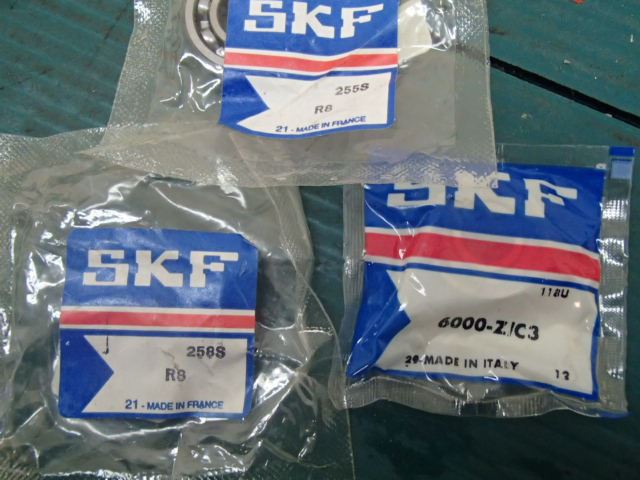 SKF
255S
R8
21 - MADE IN FRANCE
SKF
258S
R8
21 - MADE IN FRANCE
SKF
118U
6000-Z/C3
29-MADE IN ITALY
12